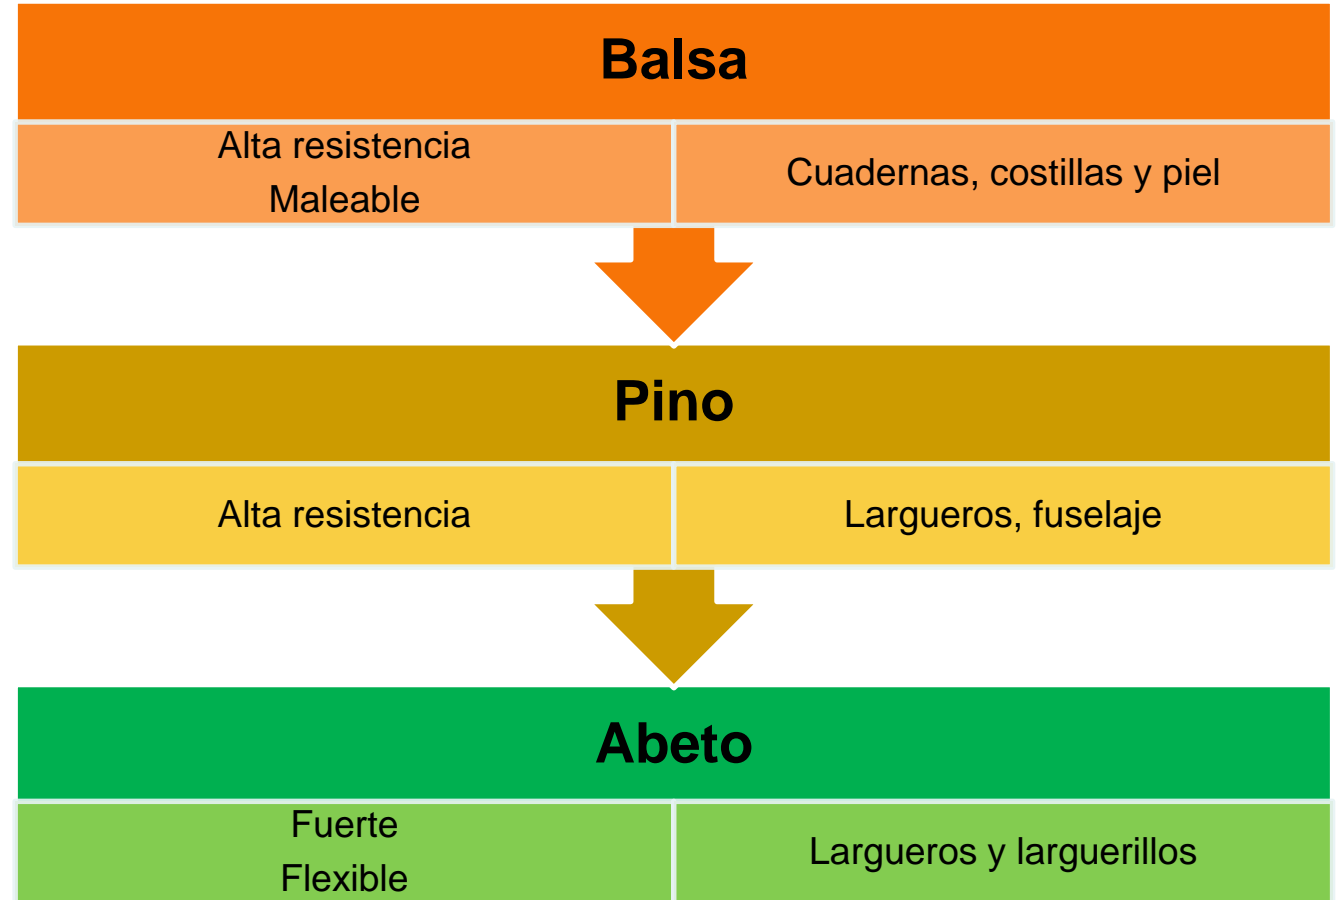 Balsa
Alta resistencia
Maleable
Cuadernas, costillas y piel
Pino
Alta resistencia
Largueros, fuselaje
Abeto
Fuerte
Flexible
Largueros y larguerillos